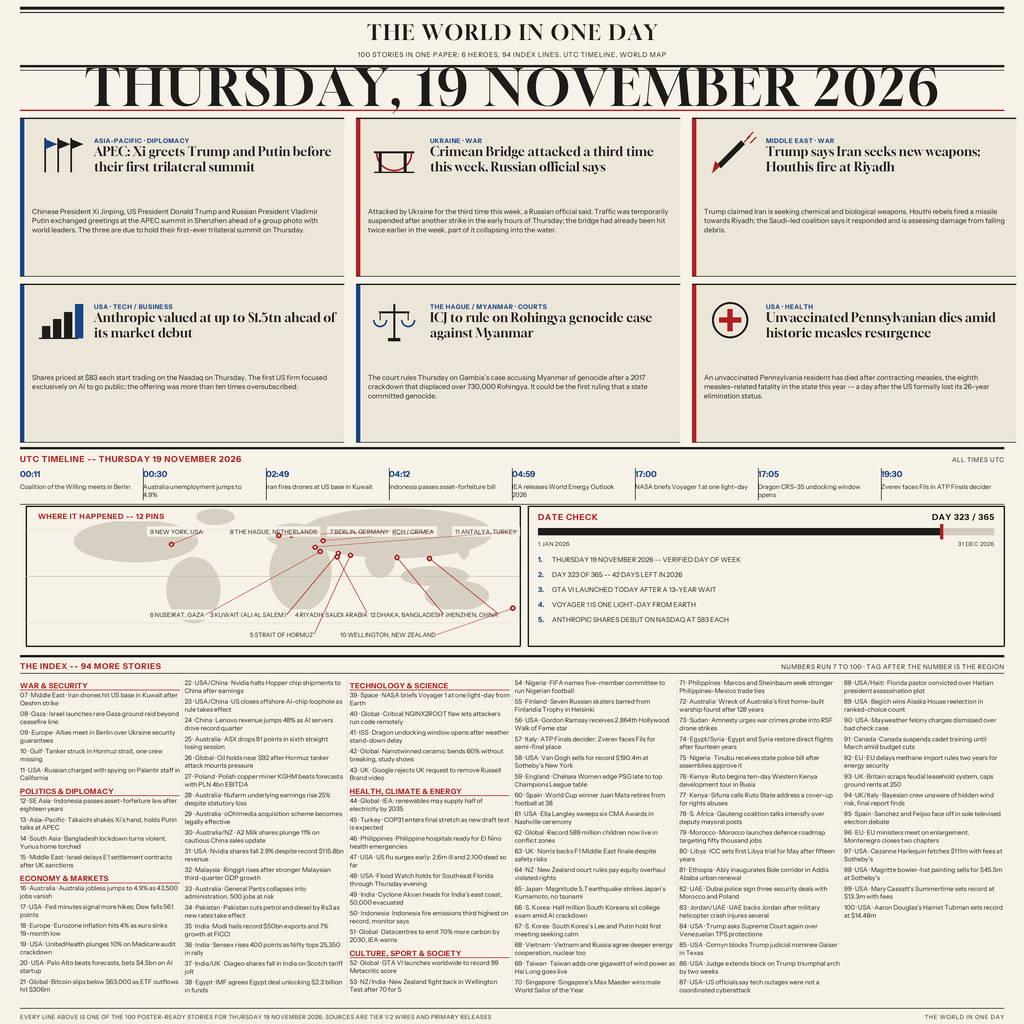 THE WORLD IN ONE DAY
100 STORIES IN ONE PAPER: 6 HEROES, 94 INDEX LINES, UTC TIMELINE, WORLD MAP
THURSDAY, 19 NOVEMBER 2026
ASIA-PACIFIC · DIPLOMACY
APEC: Xi greets Trump and Putin before
their first trilateral summit
Chinese President Xi Jinping, US President Donald Trump and Russian President Vladimir
Putin exchanged greetings at the APEC summit in Shenzhen ahead of a group photo with
world leaders. The three are due to hold their first-ever trilateral summit on Thursday.
UKRAINE · WAR
Crimean Bridge attacked a third time
this week, Russian official says
Attacked by Ukraine for the third time this week, a Russian official said. Traffic was temporarily
suspended after another strike in the early hours of Thursday; the bridge had already been hit
twice earlier in the week, part of it collapsing into the water.
MIDDLE EAST · WAR
Trump says Iran seeks new weapons;
Houthis fire at Riyadh
Trump claimed Iran is seeking chemical and biological weapons. Houthi rebels fired a missile
towards Riyadh; the Saudi-led coalition says it responded and is assessing damage from falling
debris.
USA · TECH / BUSINESS
Anthropic valued at up to $1.5tn ahead of
its market debut
Shares priced at $83 each start trading on the Nasdaq on Thursday. The first US firm focused
exclusively on AI to go public; the offering was more than ten times oversubscribed.
THE HAGUE / MYANMAR · COURTS
ICJ to rule on Rohingya genocide case
against Myanmar
The court rules Thursday on Gambia's case accusing Myanmar of genocide after a 2017
crackdown that displaced over 730,000 Rohingya. It could be the first ruling that a state
committed genocide.
USA · HEALTH
Unvaccinated Pennsylvanian dies amid
historic measles resurgence
An unvaccinated Pennsylvania resident has died after contracting measles, the eighth
measles-related fatality in the state this year -- a day after the US formally lost its 26-year
elimination status.
UTC TIMELINE -- THURSDAY 19 NOVEMBER 2026
ALL TIMES UTC
00:11
Coalition of the Willing meets in Berlin
00:30
Australia unemployment jumps to
4.9%
02:49
Iran fires drones at US base in Kuwait
04:12
Indonesia passes asset-forfeiture bill
04:59
IEA releases World Energy Outlook
2026
17:00
NASA briefs Voyager 1 at one light-day
17:05
Dragon CRS-35 undocking window
opens
19:30
Zverev faces Fils in ATP Finals decider
WHERE IT HAPPENED -- 12 PINS
9 NEW YORK, USA
8 THE HAGUE, NETHERLANDS
7 BERLIN, GERMANY
RCH / CRIMEA
11 ANTALYA, TURKEY
6 NUSEIRAT, GAZA
3 KUWAIT (ALI AL SALEM)
4 RIYADH, SAUDI ARABIA
12 DHAKA, BANGLADESH
SHENZHEN, CHINA
5 STRAIT OF HORMUZ
10 WELLINGTON, NEW ZEALAND
DATE CHECK
DAY 323 / 365
1 JAN 2026
31 DEC 2026
1. THURSDAY 19 NOVEMBER 2026 -- VERIFIED DAY OF WEEK
2. DAY 323 OF 365 -- 42 DAYS LEFT IN 2026
3. GTA VI LAUNCHED TODAY AFTER A 13-YEAR WAIT
4. VOYAGER 1 IS ONE LIGHT-DAY FROM EARTH
5. ANTHROPIC SHARES DEBUT ON NASDAQ AT $83 EACH
THE INDEX -- 94 MORE STORIES
NUMBERS RUN 7 TO 100 · TAG AFTER THE NUMBER IS THE REGION
WAR & SECURITY
07 · Middle East · Iran drones hit US base in Kuwait after
Qeshm strike
08 · Gaza · Israel launches rare Gaza ground raid beyond
ceasefire line
09 · Europe · Allies meet in Berlin over Ukraine security
guarantees
10 · Gulf · Tanker struck in Hormuz strait, one crew
missing
11 · USA · Russian charged with spying on Palantir staff in
California
POLITICS & DIPLOMACY
12 · SE Asia · Indonesia passes asset-forfeiture law after
eighteen years
13 · Asia-Pacific · Takaichi shakes Xi's hand, holds Putin
talks at APEC
14 · South Asia · Bangladesh lockdown turns violent,
Yunus home torched
15 · Middle East · Israel delays E1 settlement contracts
after UK sanctions
ECONOMY & MARKETS
16 · Australia · Australia jobless jumps to 4.9% as 43,500
jobs vanish
17 · USA · Fed minutes signal more hikes; Dow falls 561
points
18 · Europe · Eurozone inflation hits 4% as euro sinks
19-month low
19 · USA · UnitedHealth plunges 10% on Medicare audit
crackdown
20 · USA · Palo Alto beats forecasts, bets $4.5bn on AI
startup
21 · Global · Bitcoin slips below $63,000 as ETF outflows
hit $306m
22 · USA/China · Nvidia halts Hopper chip shipments to
China after earnings
23 · USA/China · US closes offshore AI-chip loophole as
rule takes effect
24 · China · Lenovo revenue jumps 48% as AI servers
drive record quarter
25 · Australia · ASX drops 91 points in sixth straight
losing session
26 · Global · Oil holds near $92 after Hormuz tanker
attack mounts pressure
27 · Poland · Polish copper miner KGHM beats forecasts
with PLN 4bn EBITDA
28 · Australia · Nufarm underlying earnings rise 25%
despite statutory loss
29 · Australia · oOh!media acquisition scheme becomes
legally effective
30 · Australia/NZ · A2 Milk shares plunge 11% on
cautious China sales update
31 · USA · Nvidia shares fall 2.9% despite record $115.8bn
revenue
32 · Malaysia · Ringgit rises after stronger Malaysian
third-quarter GDP growth
33 · Australia · General Pants collapses into
administration, 500 jobs at risk
34 · Pakistan · Pakistan cuts petrol and diesel by Rs3 as
new rates take effect
35 · India · Modi hails record $50bn exports and 7%
growth at FICCI
36 · India · Sensex rises 400 points as Nifty tops 25,350
in rally
37 · India/UK · Diageo shares fall in India on Scotch tariff
jolt
38 · Egypt · IMF agrees Egypt deal unlocking $2.3 billion
in funds
TECHNOLOGY & SCIENCE
39 · Space · NASA briefs Voyager 1 at one light-day from
Earth
40 · Global · Critical NGINX2ROOT flaw lets attackers
run code remotely
41 · ISS · Dragon undocking window opens after weather
stand-down delay
42 · Global · Nanotwinned ceramic bends 60% without
breaking, study shows
43 · UK · Google rejects UK request to remove Russell
Brand video
HEALTH, CLIMATE & ENERGY
44 · Global · IEA: renewables may supply half of
electricity by 2035
45 · Turkey · COP31 enters final stretch as new draft text
is expected
46 · Philippines · Philippine hospitals ready for El Nino
health emergencies
47 · USA · US flu surges early: 2.6m ill and 2,100 dead so
far
48 · USA · Flood Watch holds for Southeast Florida
through Thursday evening
49 · India · Cyclone Akvan heads for India's east coast,
50,000 evacuated
50 · Indonesia · Indonesia fire emissions third highest on
record, monitor says
51 · Global · Datacentres to emit 70% more carbon by
2030, IEA warns
CULTURE, SPORT & SOCIETY
52 · Global · GTA VI launches worldwide to record 99
Metacritic score
53 · NZ/India · New Zealand fight back in Wellington
Test after 70 for 5
54 · Nigeria · FIFA names five-member committee to
run Nigerian football
55 · Finland · Seven Russian skaters barred from
Finlandia Trophy in Helsinki
56 · USA · Gordon Ramsay receives 2,864th Hollywood
Walk of Fame star
57 · Italy · ATP Finals decider: Zverev faces Fils for
semi-final place
58 · USA · Van Gogh sells for record $190.4m at
Sotheby's
59 · England · Chelsea Women edge PSG late to top
Champions League table
60 · Spain · World Cup winner Juan Mata retires from
football at 38
61 · USA · Ella Langley sweeps six CMA Awards in
Nashville ceremony
62 · Global · Record 589 million children now live in
conflict zones
63 · UK · Norris backs F1 Middle East finale despite
safety risks
64 · NZ · New Zealand court rules pay equity overhaul
violated rights
65 · Japan · Magnitude 5.7 earthquake strikes Japan's
Kumamoto, no tsunami
66 · S. Korea · Half million South Koreans sit college
exam amid AI crackdown
67 · S. Korea · South Korea's Lee and Putin hold first
meeting seeking calm
68 · Vietnam · Vietnam and Russia agree deeper energy
cooperation, nuclear too
69 · Taiwan · Taiwan adds one gigawatt of wind power as
Hai Long goes live
70 · Singapore · Singapore's Max Maeder wins male
World Sailor of the Year
71 · Philippines · Marcos and Sheinbaum seek stronger
Philippines-Mexico trade ties
72 · Australia · Wreck of Australia's first home-built
warship found after 128 years
73 · Sudan · Amnesty urges war crimes probe into RSF
drone strikes
74 · Egypt/Syria · Egypt and Syria restore direct flights
after fourteen years
75 · Nigeria · Tinubu receives state police bill after
assemblies approve it
76 · Kenya · Ruto begins ten-day Western Kenya
development tour in Busia
77 · Kenya · Sifuna calls Ruto State address a cover-up
for rights abuses
78 · S. Africa · Gauteng coalition talks intensify over
deputy mayoral posts
79 · Morocco · Morocco launches defence roadmap
targeting fifty thousand jobs
80 · Libya · ICC sets first Libya trial for May after fifteen
years
81 · Ethiopia · Abiy inaugurates Bole corridor in Addis
Ababa urban renewal
82 · UAE · Dubai police sign three security deals with
Morocco and Poland
83 · Jordan/UAE · UAE backs Jordan after military
helicopter crash injures several
84 · USA · Trump asks Supreme Court again over
Venezuelan TPS protections
85 · USA · Cornyn blocks Trump judicial nominee Gaiser
in Texas
86 · USA · Judge extends block on Trump triumphal arch
by two weeks
87 · USA · US officials say tech outages were not a
coordinated cyberattack
88 · USA/Haiti · Florida pastor convicted over Haitian
president assassination plot
89 · USA · Begich wins Alaska House reelection in
ranked-choice count
90 · USA · Mayweather felony charges dismissed over
bad check case
91 · Canada · Canada suspends cadet training until
March amid budget cuts
92 · EU · EU delays methane import rules two years for
energy security
93 · UK · Britain scraps feudal leasehold system, caps
ground rents at 250
94 · UK/Italy · Bayesian crew unaware of hidden wind
risk, final report finds
95 · Spain · Sanchez and Feijoo face off in sole televised
election debate
96 · EU · EU ministers meet on enlargement,
Montenegro two chapters from closing
97 · USA · Cezanne Harlequin fetches $111m with fees at
Sotheby's
98 · USA · Magritte bowler-hat painting sells for $45.5m
at Sotheby's
99 · USA · Mary Cassatt's Summertime sets record at
$13.3m with fees
100 · USA · Aaron Douglas's Harriet Tubman sets record
at $14.48m
EVERY LINE ABOVE IS ONE OF THE 100 POSTER-READY STORIES FOR THURSDAY 19 NOVEMBER 2026; SOURCES ARE TIER 1/2 WIRES AND PRIMARY RELEASES
THE WORLD IN ONE DAY